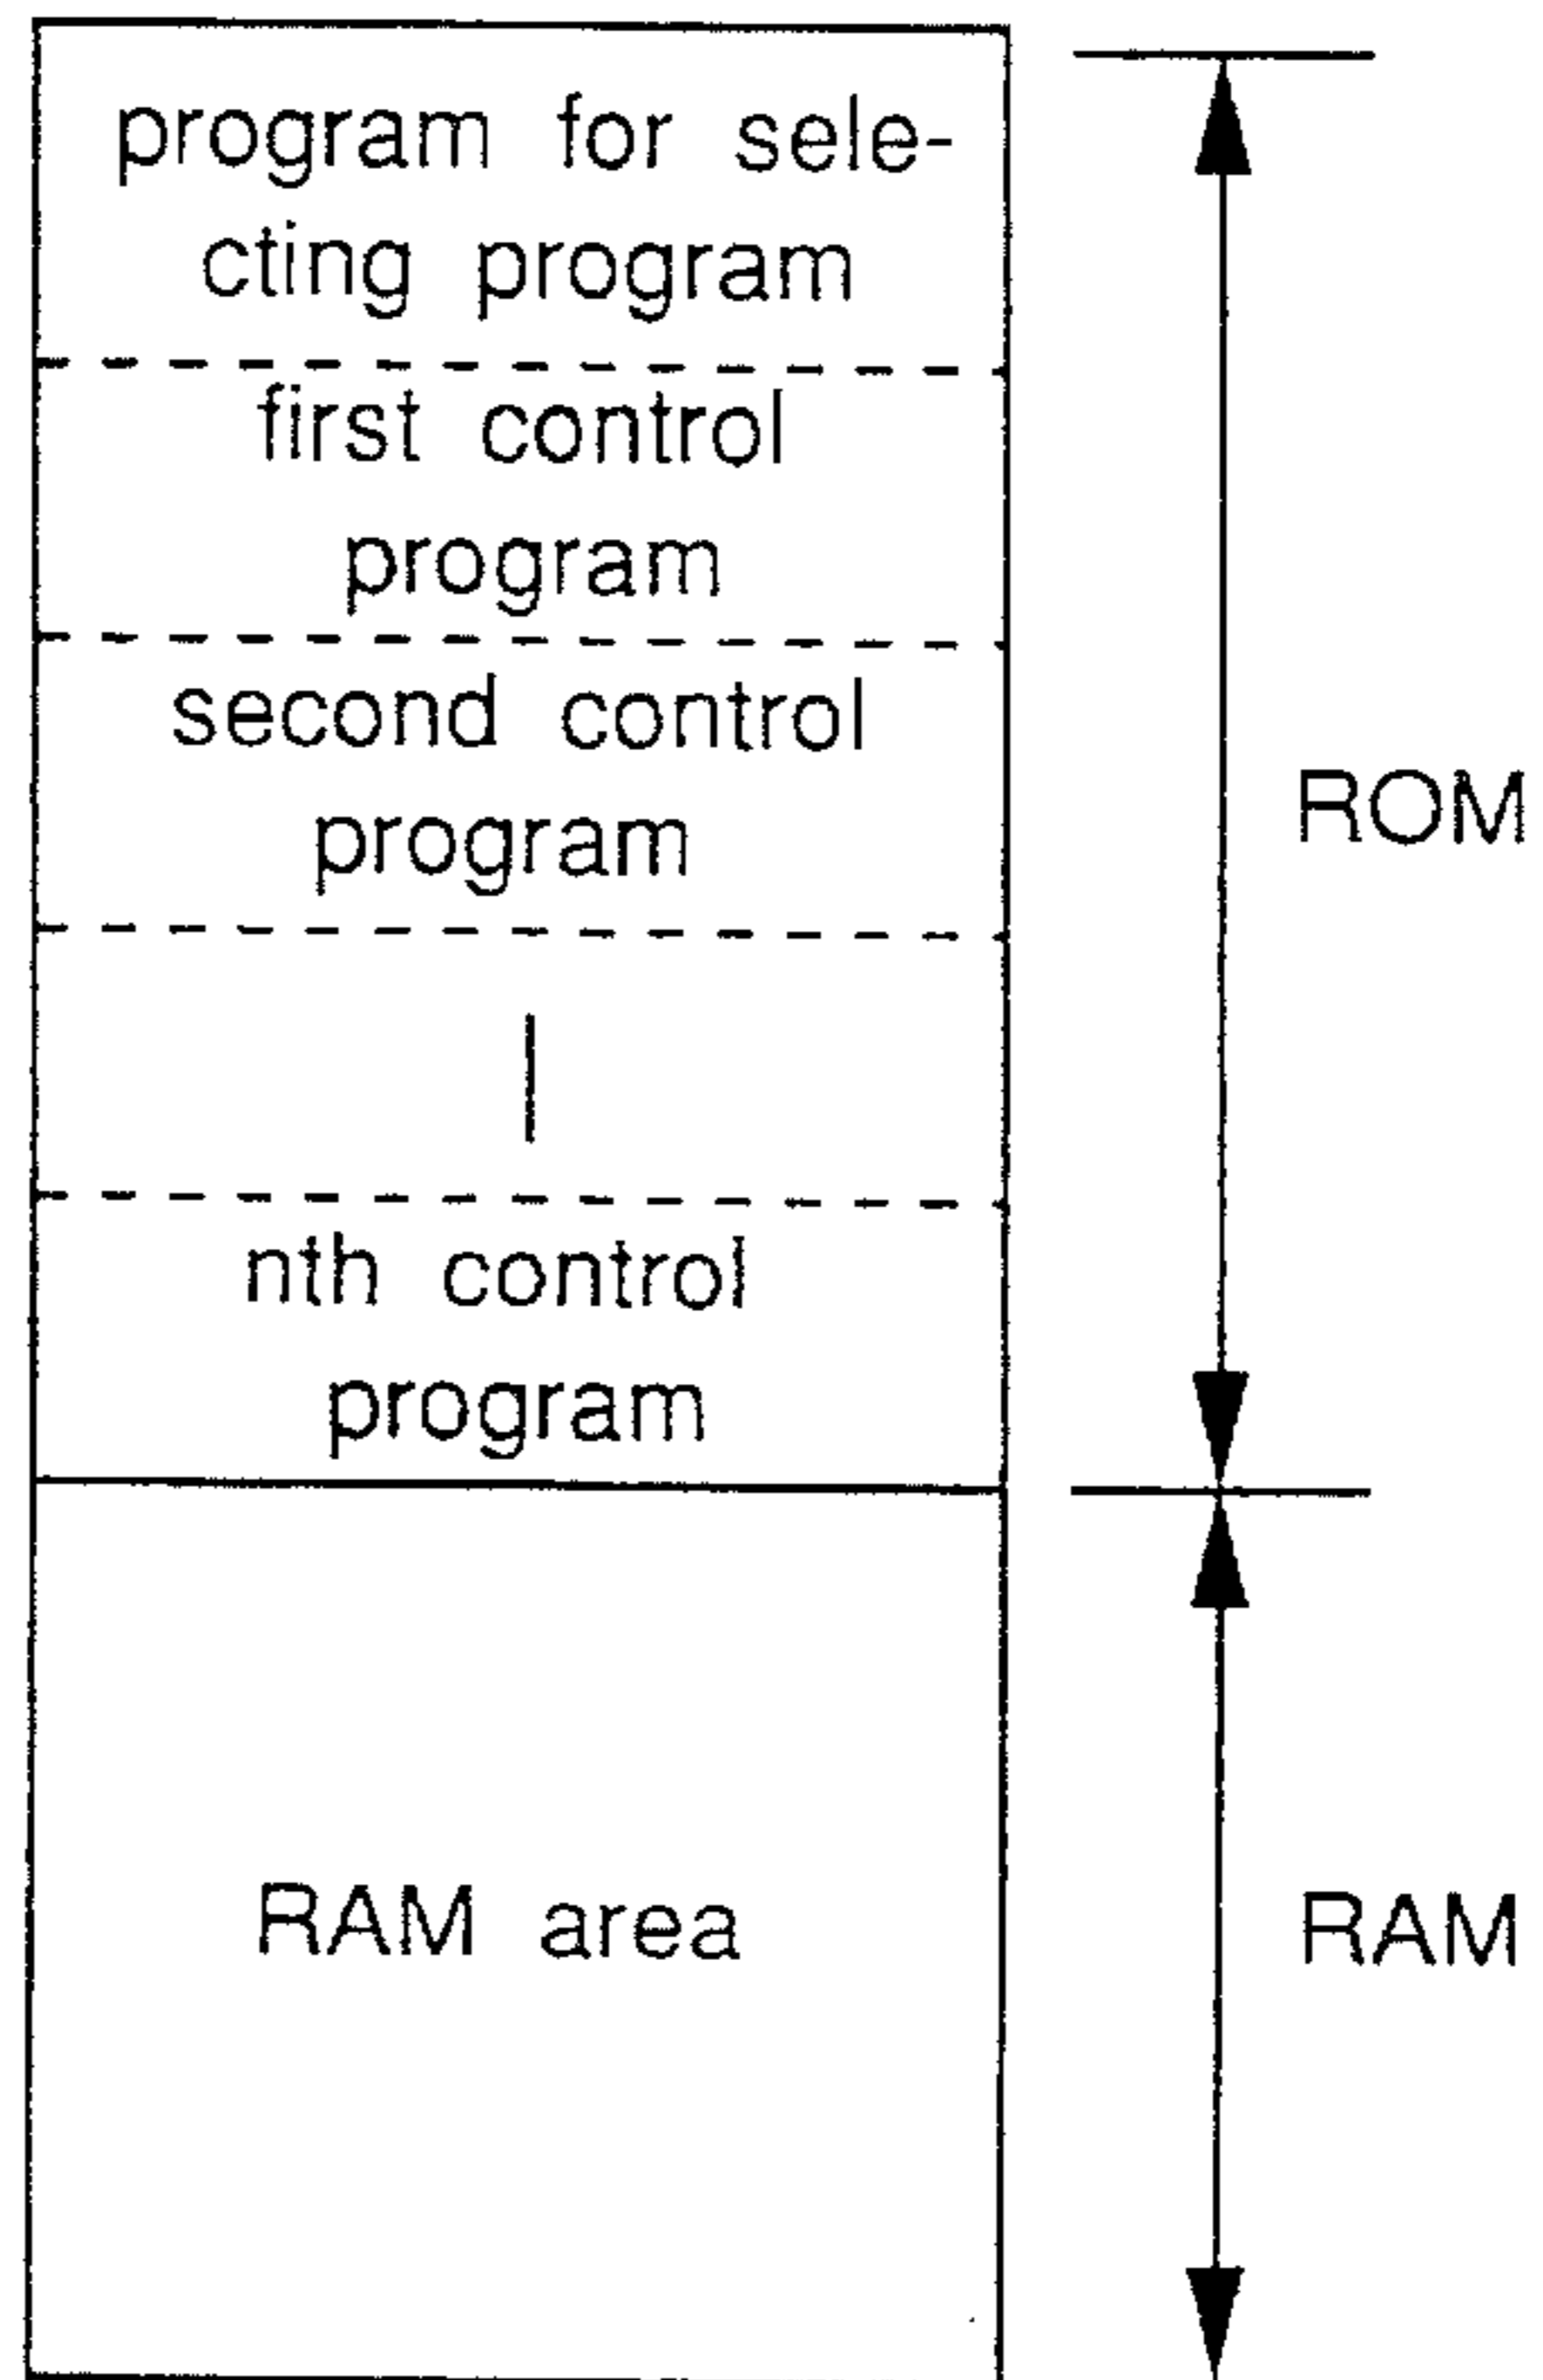 program for sele-
cting program
first control
program
second control
program
ROM
nth control
program
RAM area
RAM